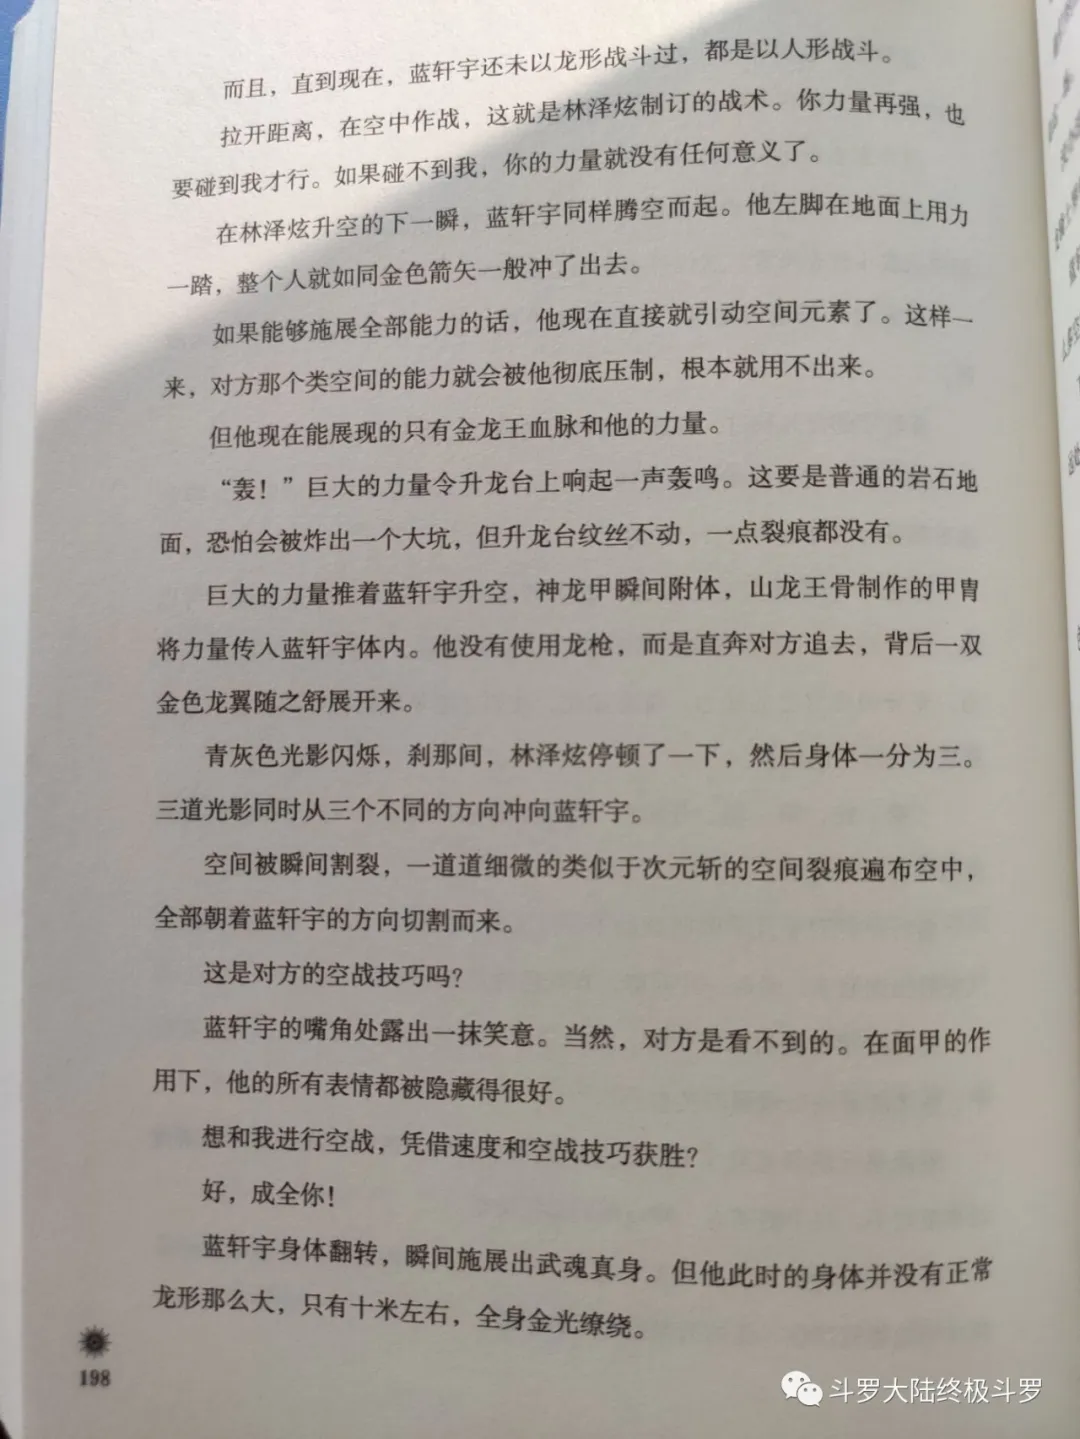 而且，直到现在，蓝轩宇还未以龙形战斗过，都是以人形战斗。
拉开距离，在空中作战，这就是林泽炫制订的战术。你力量再强，也
要碰到我才行。如果碰不到我，你的力量就没有任何意义了。
在林泽炫升空的下一瞬，蓝轩宇同样腾空而起。他左脚在地面上用力
一踏，整个人就如同金色箭矢一般冲了出去。
如果能够施展全部能力的话，他现在直接就引动空间元素了。这样一
来，对方那个类空间的能力就会被他彻底压制，根本就用不出来。
但他现在能展现的只有金龙王血脉和他的力量。
“轰！”巨大的力量令升龙台上响起一声轰鸣。这要是普通的岩石地
面，恐怕会被炸出一个大坑，但升龙台纹丝不动，一点裂痕都没有。
巨大的力量推着蓝轩宇升空，神龙甲瞬间附体，山龙王骨制作的甲胄
将力量传入蓝轩宇体内。他没有使用龙枪，而是直奔对方追去，背后一双
金色龙翼随之舒展开来。
青灰色光影闪烁，刹那间，林泽炫停顿了一下，然后身体一分为三。
三道光影同时从三个不同的方向冲向蓝轩宇。
空间被瞬间割裂，一道道细微的类似于次元斩的空间裂痕遍布空中，
全部朝着蓝轩宇的方向切割而来。
这是对方的空战技巧吗？
蓝轩宇的嘴角处露出一抹笑意。当然，对方是看不到的。在面甲的作
用下，他的所有表情都被隐藏得很好。
想和我进行空战，凭借速度和空战技巧获胜？
好，成全你！
蓝轩宇身体翻转，瞬间施展出武魂真身。但他此时的身体并没有正常
龙形那么大，只有十米左右，全身金光缭绕。
198
斗罗大陆终极斗罗